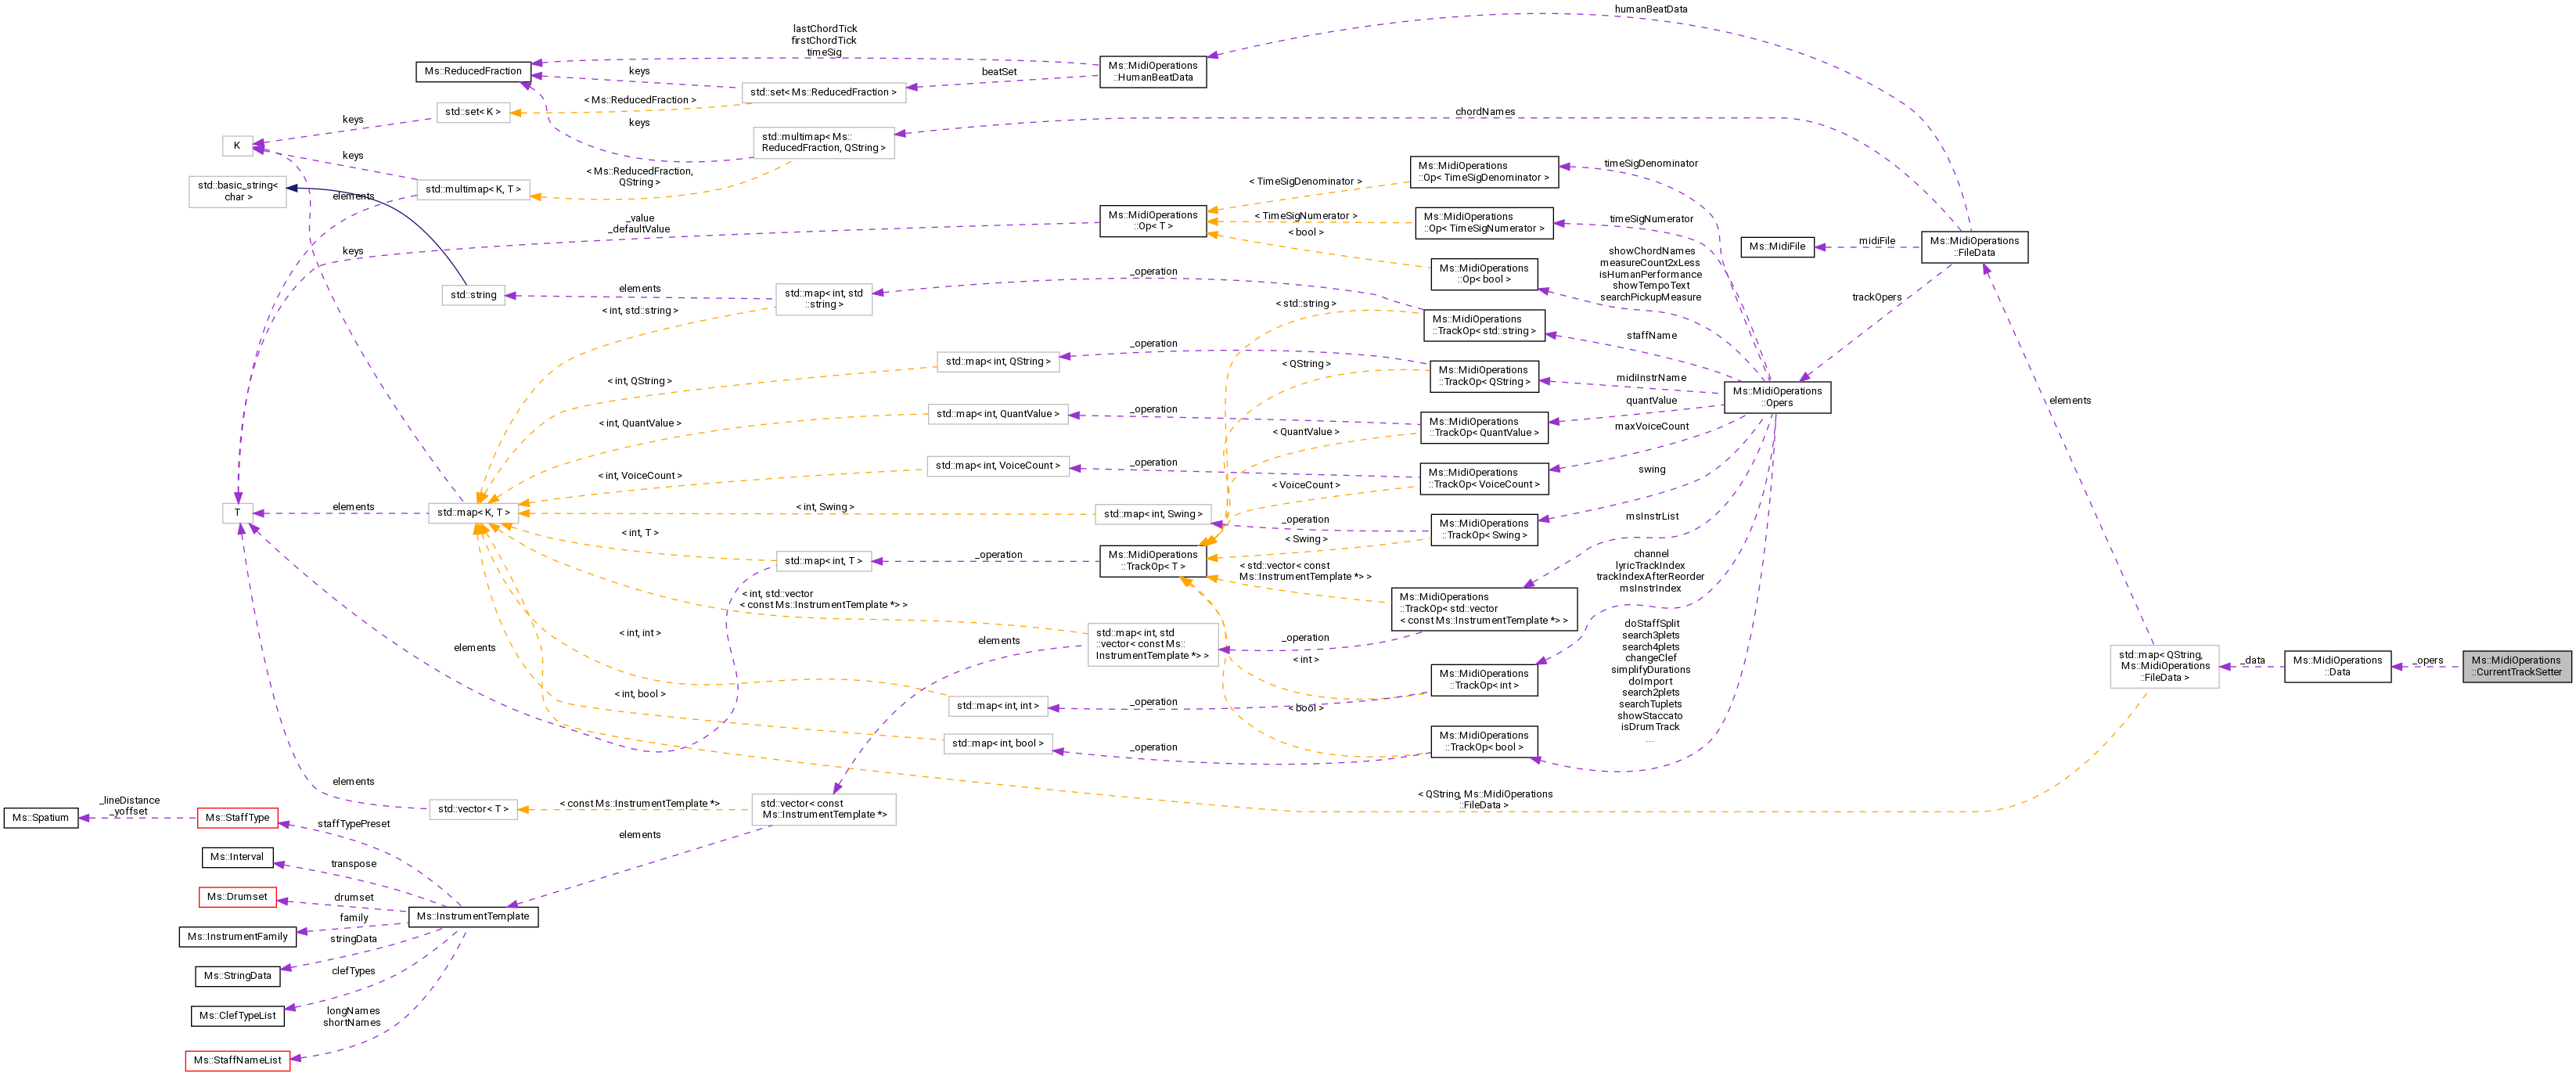 humanBeatData
lastChordTick
firstChordTick
timeSig
Ms::ReducedFraction
keys
beatSet
Ms::MidiOperations
::HumanBeatData
std::set< Ms::ReducedFraction >
< Ms::ReducedFraction >
std::set< K >
keys
keys
chordNames
std::multimap< Ms::
ReducedFraction, QString >
K
keys
< Ms::ReducedFraction,
QString >
std::multimap< K, T >
std::basic_string<
char >
elements
Ms::MidiOperations
::Op< TimeSigDenominator >
timeSigDenominator
< TimeSigDenominator >
_value
_defaultValue
Ms::MidiOperations
::Op< T >
< TimeSigNumerator >
Ms::MidiOperations
::Op< TimeSigNumerator >
timeSigNumerator
< bool >
keys
Ms::MidiFile
midiFile
Ms::MidiOperations
::FileData
showChordNames
measureCount2xLess
isHumanPerformance
showTempoText
searchPickupMeasure
Ms::MidiOperations
::Op< bool >
_operation
std::string
elements
std::map< int, std
::string >
< int, std::string >
< std::string >
Ms::MidiOperations
::TrackOp< std::string >
staffName
trackOpers
_operation
std::map< int, QString >
< int, QString >
< QString >
Ms::MidiOperations
::TrackOp< QString >
midiInstrName
Ms::MidiOperations
::Opers
quantValue
elements
_operation
std::map< int, QuantValue >
< int, QuantValue >
< QuantValue >
Ms::MidiOperations
::TrackOp< QuantValue >
maxVoiceCount
_operation
std::map< int, VoiceCount >
< int, VoiceCount >
< VoiceCount >
Ms::MidiOperations
::TrackOp< VoiceCount >
swing
T
elements
std::map< K, T >
< int, Swing >
std::map< int, Swing >
_operation
< Swing >
Ms::MidiOperations
::TrackOp< Swing >
msInstrList
< int, T >
std::map< int, T >
_operation
Ms::MidiOperations
::TrackOp< T >
< std::vector< const
Ms::InstrumentTemplate *> >
channel
lyricTrackIndex
trackIndexAfterReorder
msInstrIndex
< int, std::vector
< const Ms::InstrumentTemplate *> >
Ms::MidiOperations
::TrackOp< std::vector
< const Ms::InstrumentTemplate *> >
elements
< int, int >
elements
std::map< int, std
::vector< const Ms::
InstrumentTemplate *> >
_operation
< int >
doStaffSplit
search3plets
search4plets
changeClef
simplifyDurations
doImport
search2plets
searchTuplets
showStaccato
isDrumTrack
...
std::map< QString,
Ms::MidiOperations
::FileData >
_data
Ms::MidiOperations
::Data
_opers
Ms::MidiOperations
::CurrentTrackSetter
Ms::MidiOperations
::TrackOp< int >
< int, bool >
std::map< int, int >
_operation
< bool >
std::map< int, bool >
_operation
Ms::MidiOperations
::TrackOp< bool >
elements
std::vector< T >
< const Ms::InstrumentTemplate *>
std::vector< const
Ms::InstrumentTemplate *>
< QString, Ms::MidiOperations
::FileData >
_lineDistance
_yoffset
Ms::Spatium
Ms::StaffType
staffTypePreset
elements
Ms::Interval
transpose
Ms::Drumset
drumset
Ms::InstrumentTemplate
family
Ms::InstrumentFamily
stringData
Ms::StringData
clefTypes
Ms::ClefTypeList
longNames
shortNames
Ms::StaffNameList